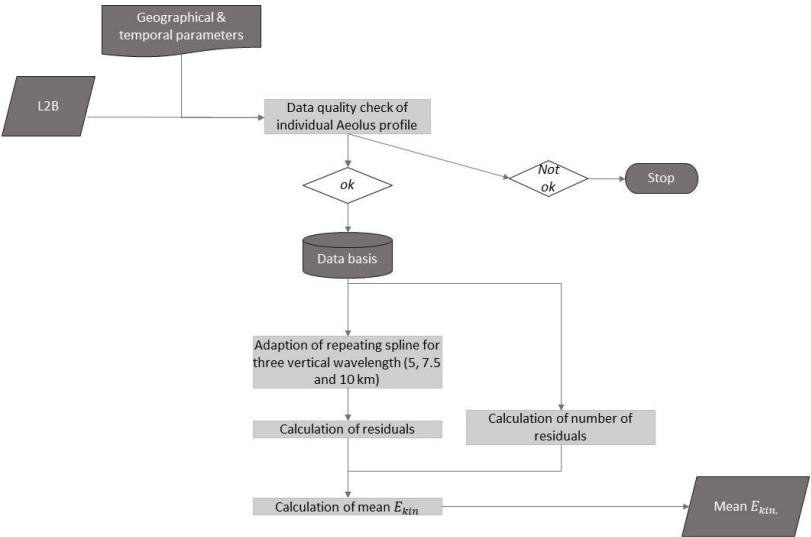 Geographical &
temporal parameters
L2B
Data quality check of
individual Aeolus profile
ok
Not
ok
Stop
Data basis
Adaption of repeating spline for
three vertical wavelength (5, 7.5
and 10 km)
Calculation of residuals
Calculation of number of
residuals
Calculation of mean E_kin
Mean E_kin,